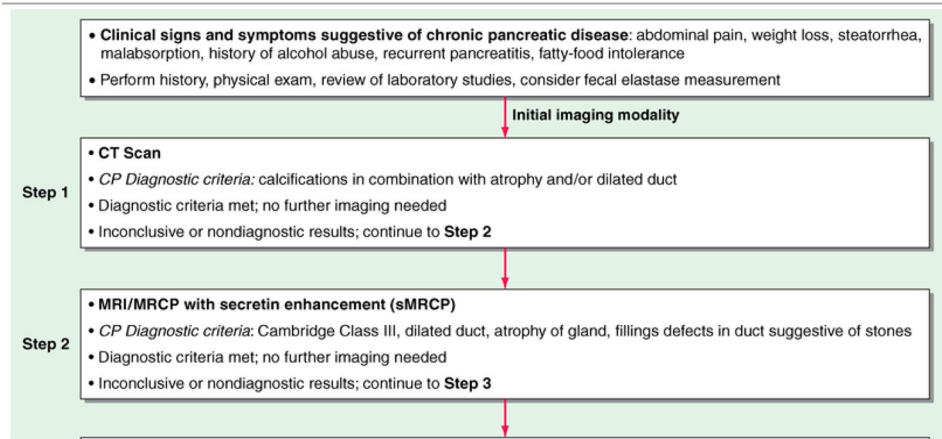 • Clinical signs and symptoms suggestive of chronic pancreatic disease: abdominal pain, weight loss, steatorrhea,
malabsorption, history of alcohol abuse, recurrent pancreatitis, fatty-food intolerance
• Perform history, physical exam, review of laboratory studies, consider fecal elastase measurement
Initial imaging modality
Step 1
• CT Scan
• CP Diagnostic criteria: calcifications in combination with atrophy and/or dilated duct
• Diagnostic criteria met; no further imaging needed
• Inconclusive or nondiagnostic results; continue to Step 2
Step 2
• MRI/MRCP with secretin enhancement (sMRCP)
• CP Diagnostic criteria: Cambridge Class III, dilated duct, atrophy of gland, fillings defects in duct suggestive of stones
• Diagnostic criteria met; no further imaging needed
• Inconclusive or nondiagnostic results; continue to Step 3